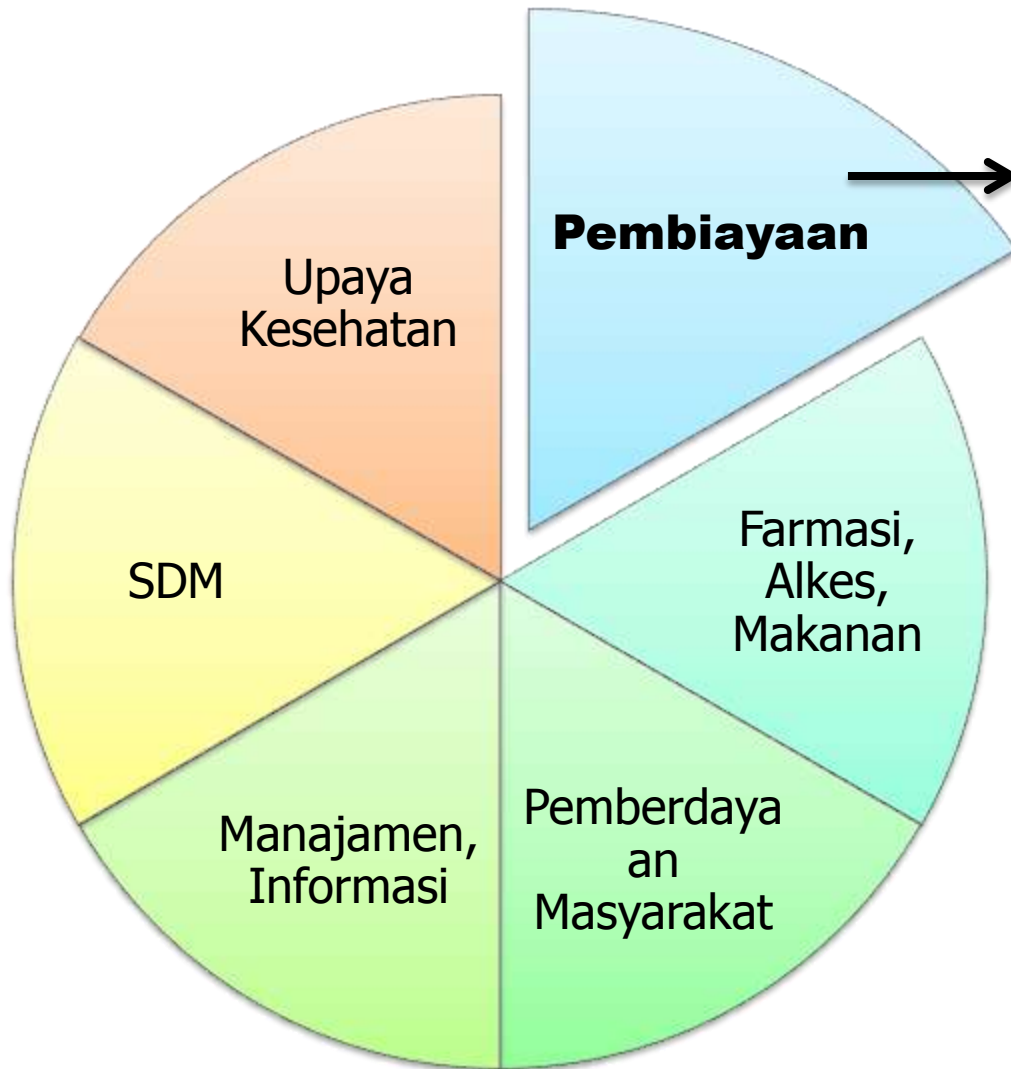 Pembiayaan
Upaya
Kesehatan
Farmasi,
Alkes,
Makanan
SDM
Pemberdaya
an
Masyarakat
Manajamen,
Informasi